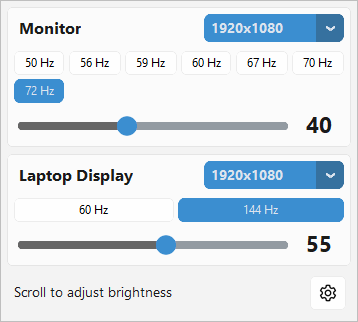 Monitor 1920x1080
50 Hz 56 Hz 59 Hz 60 Hz 67 Hz 70 Hz
72 Hz
40
Laptop Display 1920x1080
60 Hz 144 Hz
55
Scroll to adjust brightness